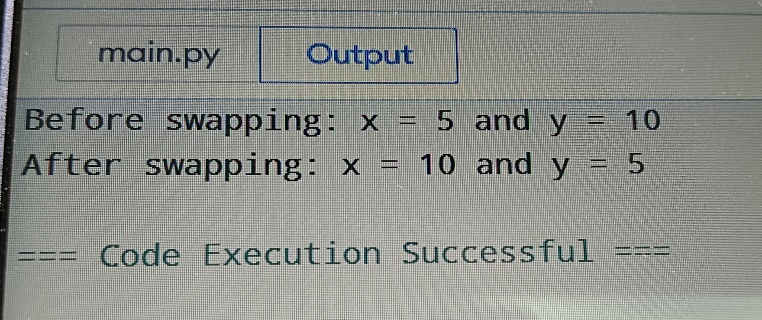 main.py Output
Before swapping: x = 5 and y = 10
After swapping: x = 10 and y = 5
=== Code Execution Successful ===